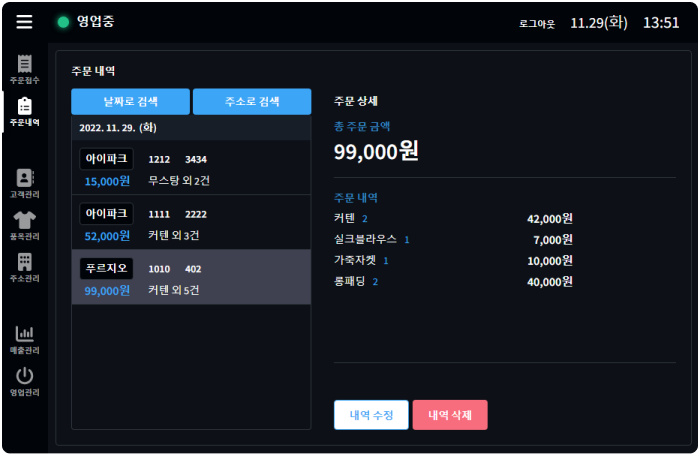 영업중
로그아웃 11.29(화) 13:51
주문접수
주문내역
고객관리
품목관리
주소관리
매출관리
영업관리
주문 내역
날짜로 검색 주소로 검색
2022. 11. 29. (화)
아이파크 1212 3434
15,000원 무스탕 외 2건
아이파크 1111 2222
52,000원 커텐 외 3건
푸르지오 1010 402
99,000원 커텐 외 5건
주문 상세
총 주문 금액
99,000원
주문 내역
커텐 2 42,000원
실크블라우스 1 7,000원
가죽자켓 1 10,000원
롱패딩 2 40,000원
내역 수정 내역 삭제